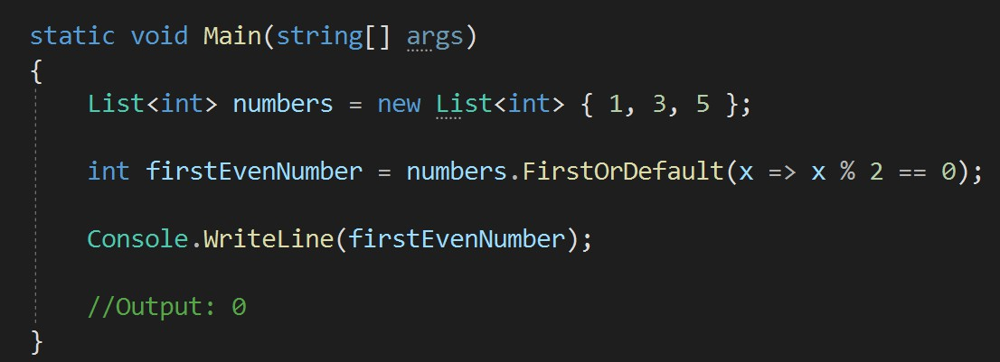 static void Main(string[] args)
{
List<int> numbers = new List<int> { 1, 3, 5 };
int firstEvenNumber = numbers.FirstOrDefault(x => x % 2 == 0);
Console.WriteLine(firstEvenNumber);
//Output: 0
}